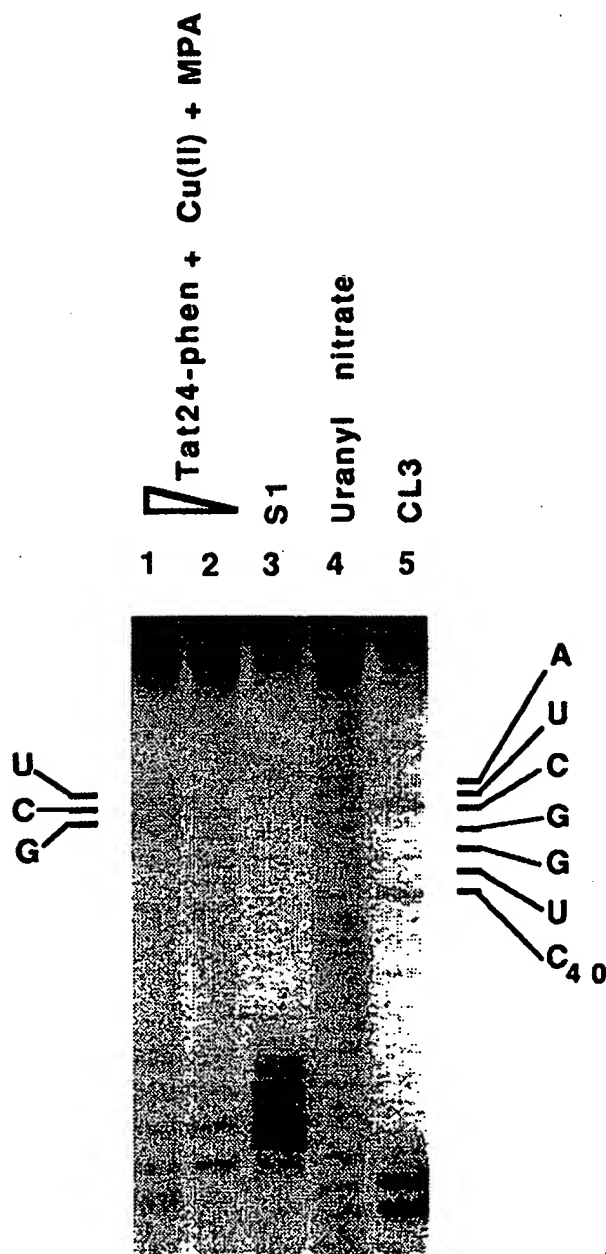 Tat24-phen + Cu(II) + MPA
S1
Uranyl nitrate
CL3
1 2 3 4 5
U
C
G
A
U
C
G
G
U
C40